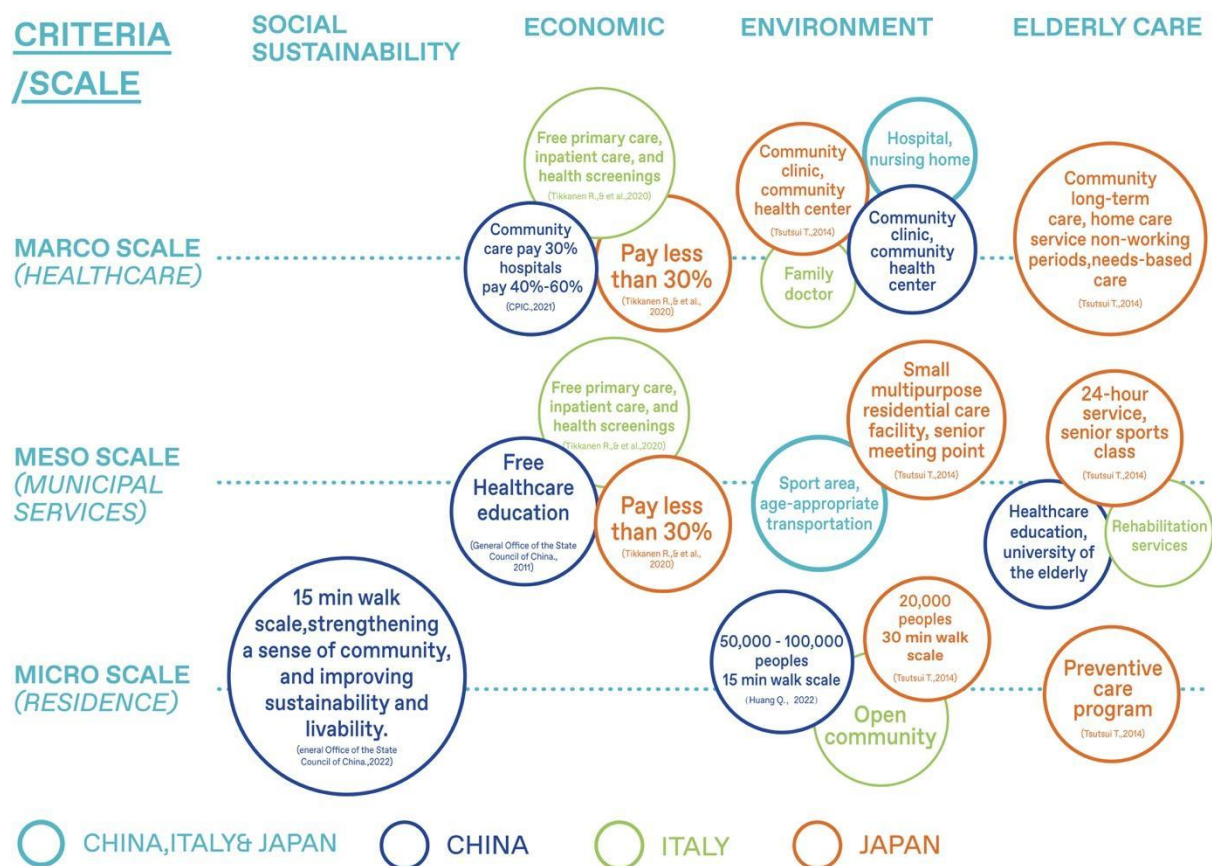 CRITERIA
/SCALE
SOCIAL
SUSTAINABILITY
ECONOMIC
ENVIRONMENT
ELDERLY CARE
MARCO SCALE
(HEALTHCARE)
Free primary care,
inpatient care, and
health screenings
(Tikkanen R.,& et al.,2020)
Community
care pay 30%
hospitals
pay 40%-60%
(CPIC.,2021)
Pay less
than 30%
(Tikkanen R.,& et al.,
2020)
Community
clinic,
community
health center
(Tsutsui T.,2014)
Hospital,
nursing home
Community
clinic,
community
health
center
Family
doctor
Community
long-term
care, home care
service non-working
periods,needs-based
care
(Tsutsui T.,2014)
MESO SCALE
(MUNICIPAL
SERVICES)
Free primary care,
inpatient care, and
health screenings
(Tikkanen R.,& et al.,2020)
Free
Healthcare
education
(General Office of the State
Council of China.,
2011)
Pay less
than 30%
(Tikkanen R.,& et al.,
2020)
Small
multipurpose
residential care
facility, senior
meeting point
(Tsutsui T.,2014)
Sport area,
age-appropriate
transportation
24-hour
service,
senior sports
class
(Tsutsui T.,2014)
Healthcare
education,
university of
the elderly
Rehabilitation
services
MICRO SCALE
(RESIDENCE)
15 min walk
scale,strengthening
a sense of community,
and improving
sustainability and
livability.
(eneral Office of the State
Council of China.,2022)
50,000 - 100,000
peoples
15 min walk scale
(Huang Q., 2022)
20,000
peoples
30 min walk
scale
(Tsutsui T.,2014)
Open
community
Preventive
care
program
(Tsutsui T.,2014)
CHINA,ITALY& JAPAN
CHINA
ITALY
JAPAN